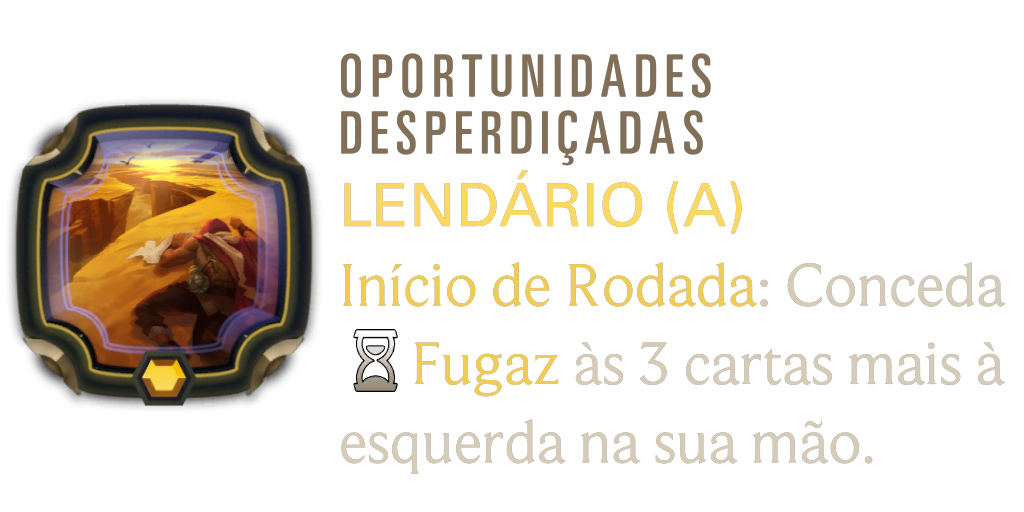 OPORTUNIDADES
DESPERDIÇADAS
LENDÁRIO (A)
Início de Rodada: Conceda
Fugaz às 3 cartas mais à
esquerda na sua mão.